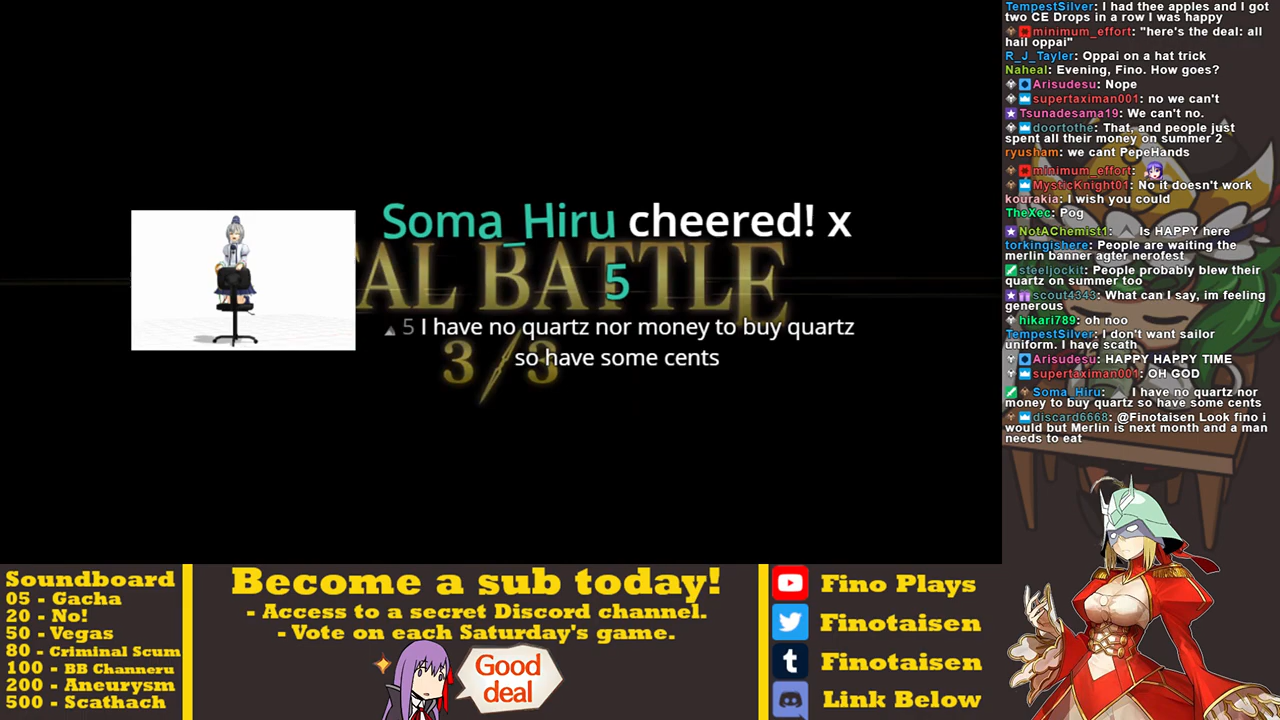 Soma_Hiru cheered! x
5
TAL BATTLE
5 I have no quartz nor money to buy quartz
so have some cents
3/3
TempestSilver: I had thee apples and I got
two CE Drops in a row I was happy
minimum_effort: "here's the deal: all
hail oppai"
R_J_Tayler: Oppai on a hat trick
Naheal: Evening, Fino. How goes?
Arisudesu: Nope
supertaximan001: no we can't
Tsunadesama19: We can't no.
doortothe: That, and people just
spent all their money on summer 2
ryusham: we cant PepeHands
minimum_effort:
MysticKnight01: No it doesn't work
kourakia: I wish you could
TheXec: Pog
NotAChemist1: Is HAPPY here
torkingishere: People are waiting the
merlin banner agter nerofest
steeljockit: People probably blew their
quartz on summer too
scout4343: What can I say, im feeling
generous
hikari789: oh noo
TempestSilver: I don't want sailor
uniform. I have scath
Arisudesu: HAPPY HAPPY TIME
supertaximan001: OH GOD
Soma_Hiru: I have no quartz nor
money to buy quartz so have some cents
discard6668: @Finotaisen Look fino i
would but Merlin is next month and a man
needs to eat
Soundboard
05 - Gacha
20 - No!
50 - Vegas
80 - Criminal Scum
100 - BB Channeru
200 - Aneurysm
500 - Scathach
Become a sub today!
- Access to a secret Discord channel.
- Vote on each Saturday's game.
Good
deal
Fino Plays
Finotaisen
t Finotaisen
Link Below